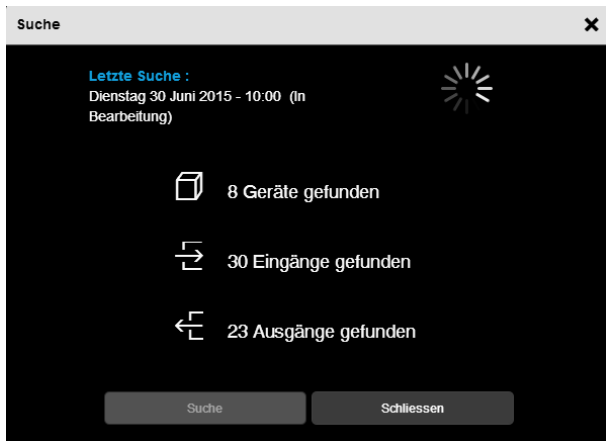 Suche
Letzte Suche :
Dienstag 30 Juni 2015 - 10:00 (In
Bearbeitung)
8 Geräte gefunden
30 Eingänge gefunden
23 Ausgänge gefunden
Suche
Schliessen